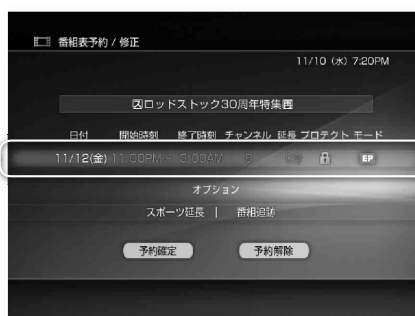 番組表予約 / 修正
11/10 (水) 7:20PM
ロッドストック30周年特集
日付 開始時刻 終了時刻 チャンネル 延長 プロテクト モード
11/12(金) 11:00PM~ 5:00AM EP
オプション
スポーツ延長 | 番組追跡
予約確定 予約解除